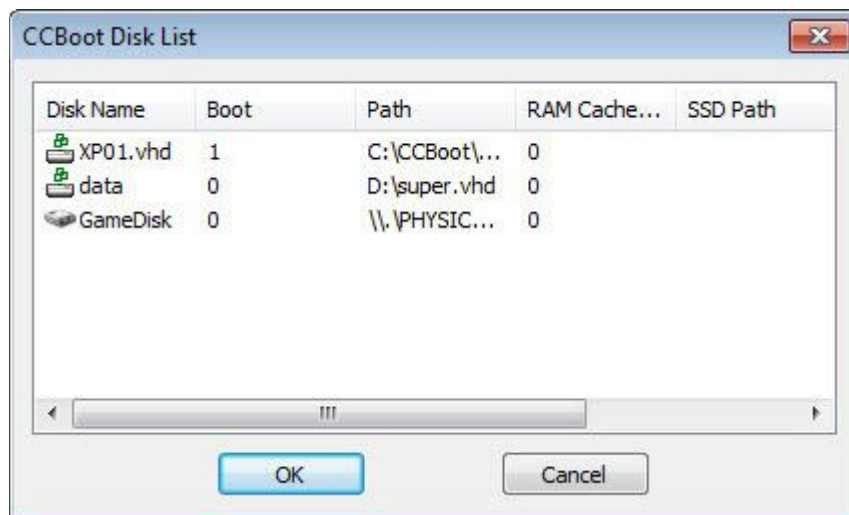 CCBoot Disk List
Disk Name Boot Path RAM Cache... SSD Path
XP01.vhd 1 C:\CCBoot\... 0
data 0 D:\super.vhd 0
GameDisk 0 \\.\PHYSIC... 0
OK Cancel